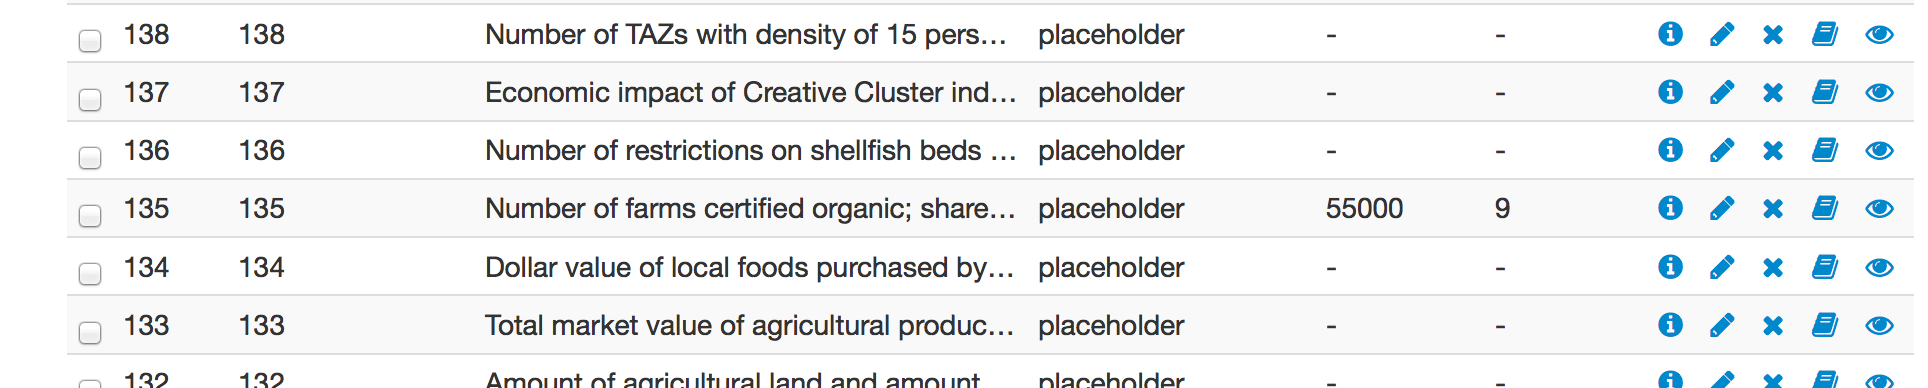 138 138 Number of TAZs with density of 15 pers... placeholder - -
137 137 Economic impact of Creative Cluster ind... placeholder - -
136 136 Number of restrictions on shellfish beds ... placeholder - -
135 135 Number of farms certified organic; share... placeholder 55000 9
134 134 Dollar value of local foods purchased by... placeholder - -
133 133 Total market value of agricultural produc... placeholder - -
132 132 Amount of agricultural land and amount placeholder - -